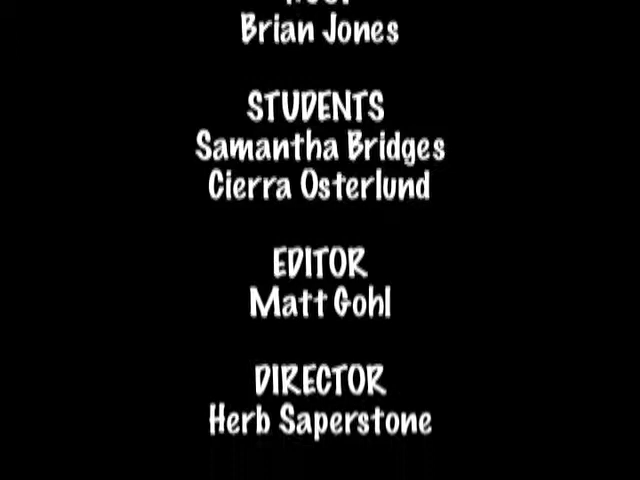 Brian Jones
STUDENTS
Samantha Bridges
Cierra Osterlund
EDITOR
Matt Gohl
DIRECTOR
Herb Saperstone